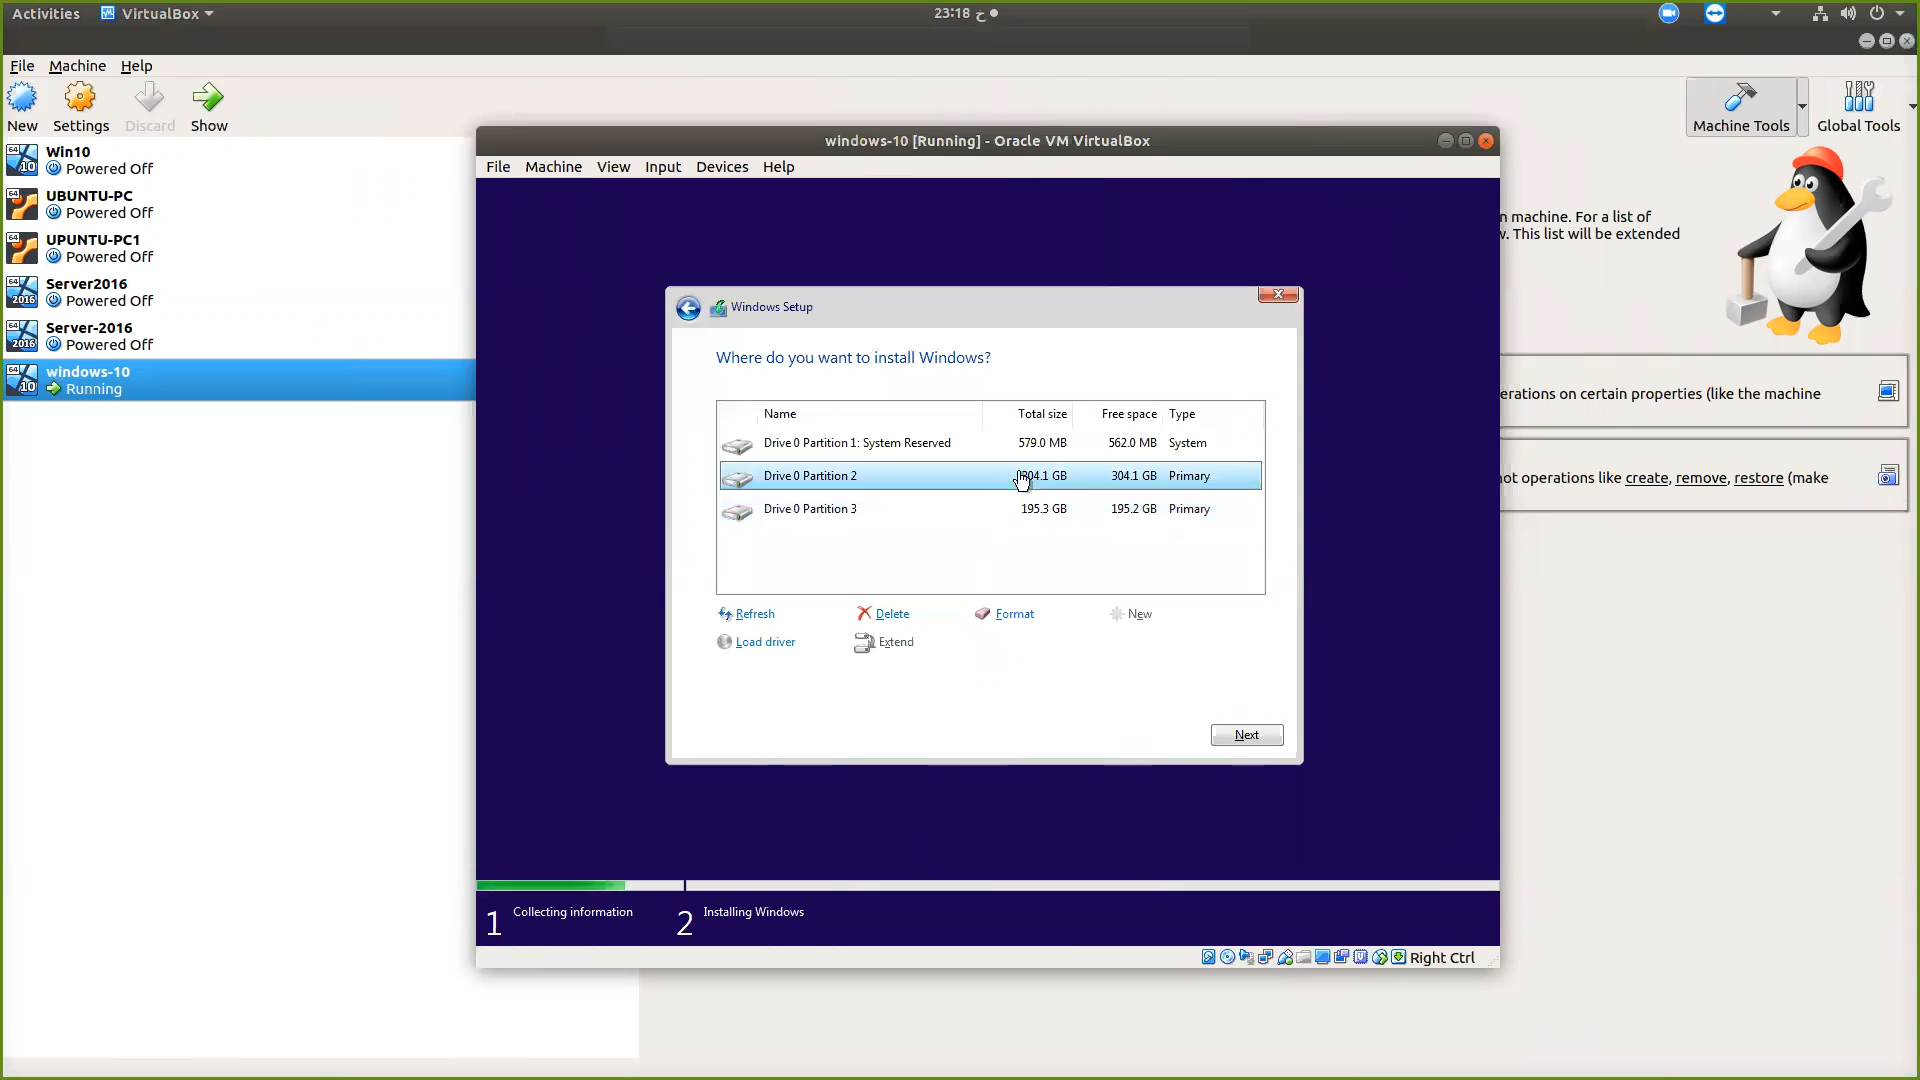 Activities VirtualBox 23:18 ح
File Machine Help
New Settings Discard Show
Machine Tools Global Tools
Win10
Powered Off
UBUNTU-PC
Powered Off
UPUNTU-PC1
Powered Off
Server2016
Powered Off
Server-2016
Powered Off
windows-10
Running
windows-10 [Running] - Oracle VM VirtualBox
File Machine View Input Devices Help
Windows Setup
Where do you want to install Windows?
Name Total size Free space Type
Drive 0 Partition 1: System Reserved 579.0 MB 562.0 MB System
Drive 0 Partition 2 304.1 GB 304.1 GB Primary
Drive 0 Partition 3 195.3 GB 195.2 GB Primary
Refresh Delete Format New
Load driver Extend
Next
1 Collecting information 2 Installing Windows
Right Ctrl
n machine. For a list of
. This list will be extended
erations on certain properties (like the machine
ot operations like create, remove, restore (make